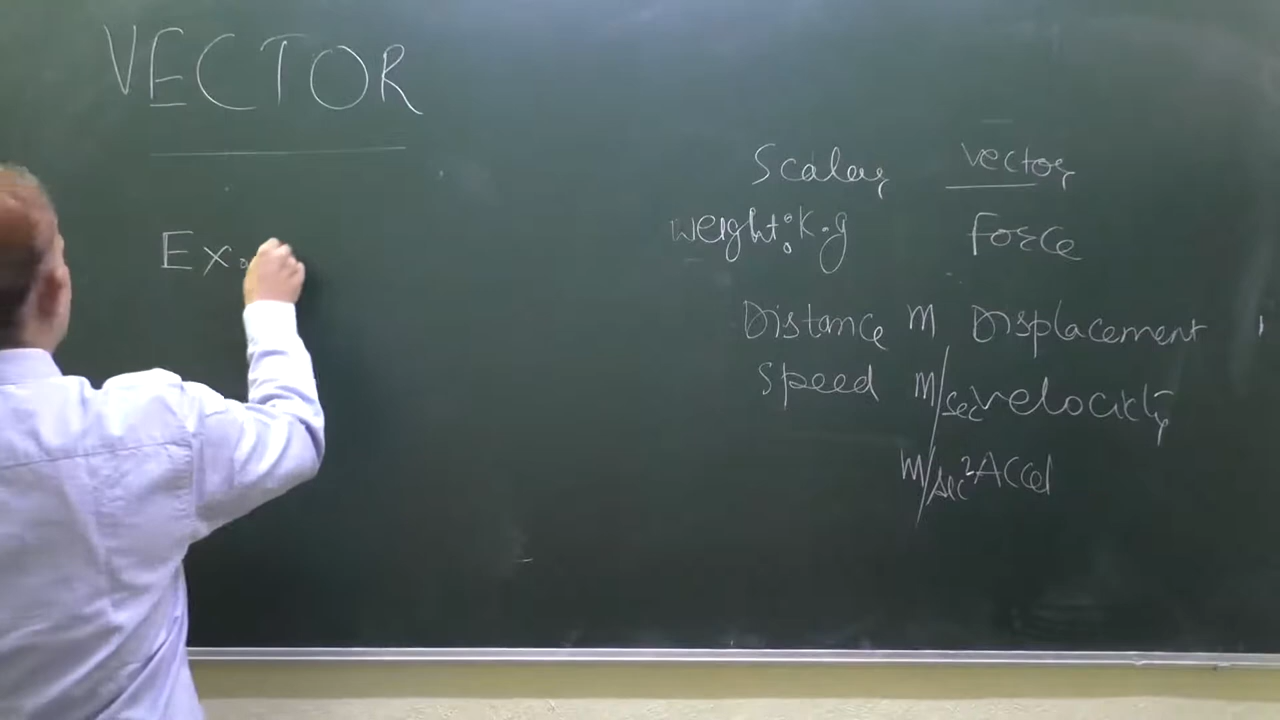 VECTOR
Scalar vector
weight: K.g Force
Distance m Displacement
Speed m/sec velocity
m/sec² Accel
Ex.